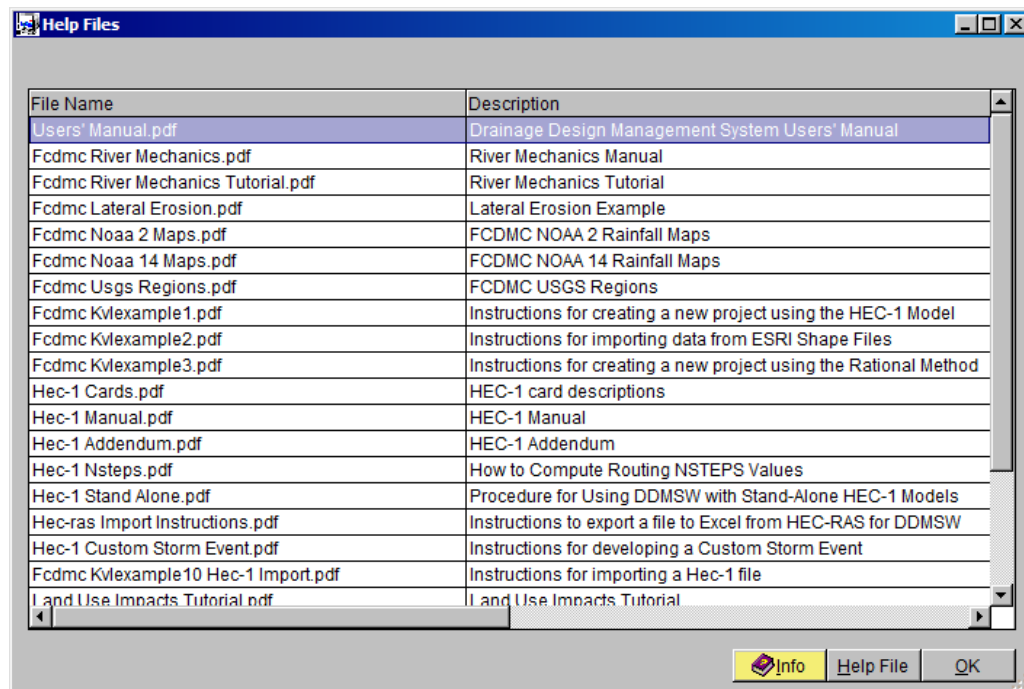 Help Files
File Name Description
Users' Manual.pdf Drainage Design Management System Users' Manual
Fcdmc River Mechanics.pdf River Mechanics Manual
Fcdmc River Mechanics Tutorial.pdf River Mechanics Tutorial
Fcdmc Lateral Erosion.pdf Lateral Erosion Example
Fcdmc Noaa 2 Maps.pdf FCDMC NOAA 2 Rainfall Maps
Fcdmc Noaa 14 Maps.pdf FCDMC NOAA 14 Rainfall Maps
Fcdmc Usgs Regions.pdf FCDMC USGS Regions
Fcdmc Kvlexample1.pdf Instructions for creating a new project using the HEC-1 Model
Fcdmc Kvlexample2.pdf Instructions for importing data from ESRI Shape Files
Fcdmc Kvlexample3.pdf Instructions for creating a new project using the Rational Method
Hec-1 Cards.pdf HEC-1 card descriptions
Hec-1 Manual.pdf HEC-1 Manual
Hec-1 Addendum.pdf HEC-1 Addendum
Hec-1 Nsteps.pdf How to Compute Routing NSTEPS Values
Hec-1 Stand Alone.pdf Procedure for Using DDMSW with Stand-Alone HEC-1 Models
Hec-ras Import Instructions.pdf Instructions to export a file to Excel from HEC-RAS for DDMSW
Hec-1 Custom Storm Event.pdf Instructions for developing a Custom Storm Event
Fcdmc Kvlexample10 Hec-1 Import.pdf Instructions for importing a Hec-1 file
Land Use Impacts Tutorial.pdf Land Use Impacts Tutorial
Info Help File OK